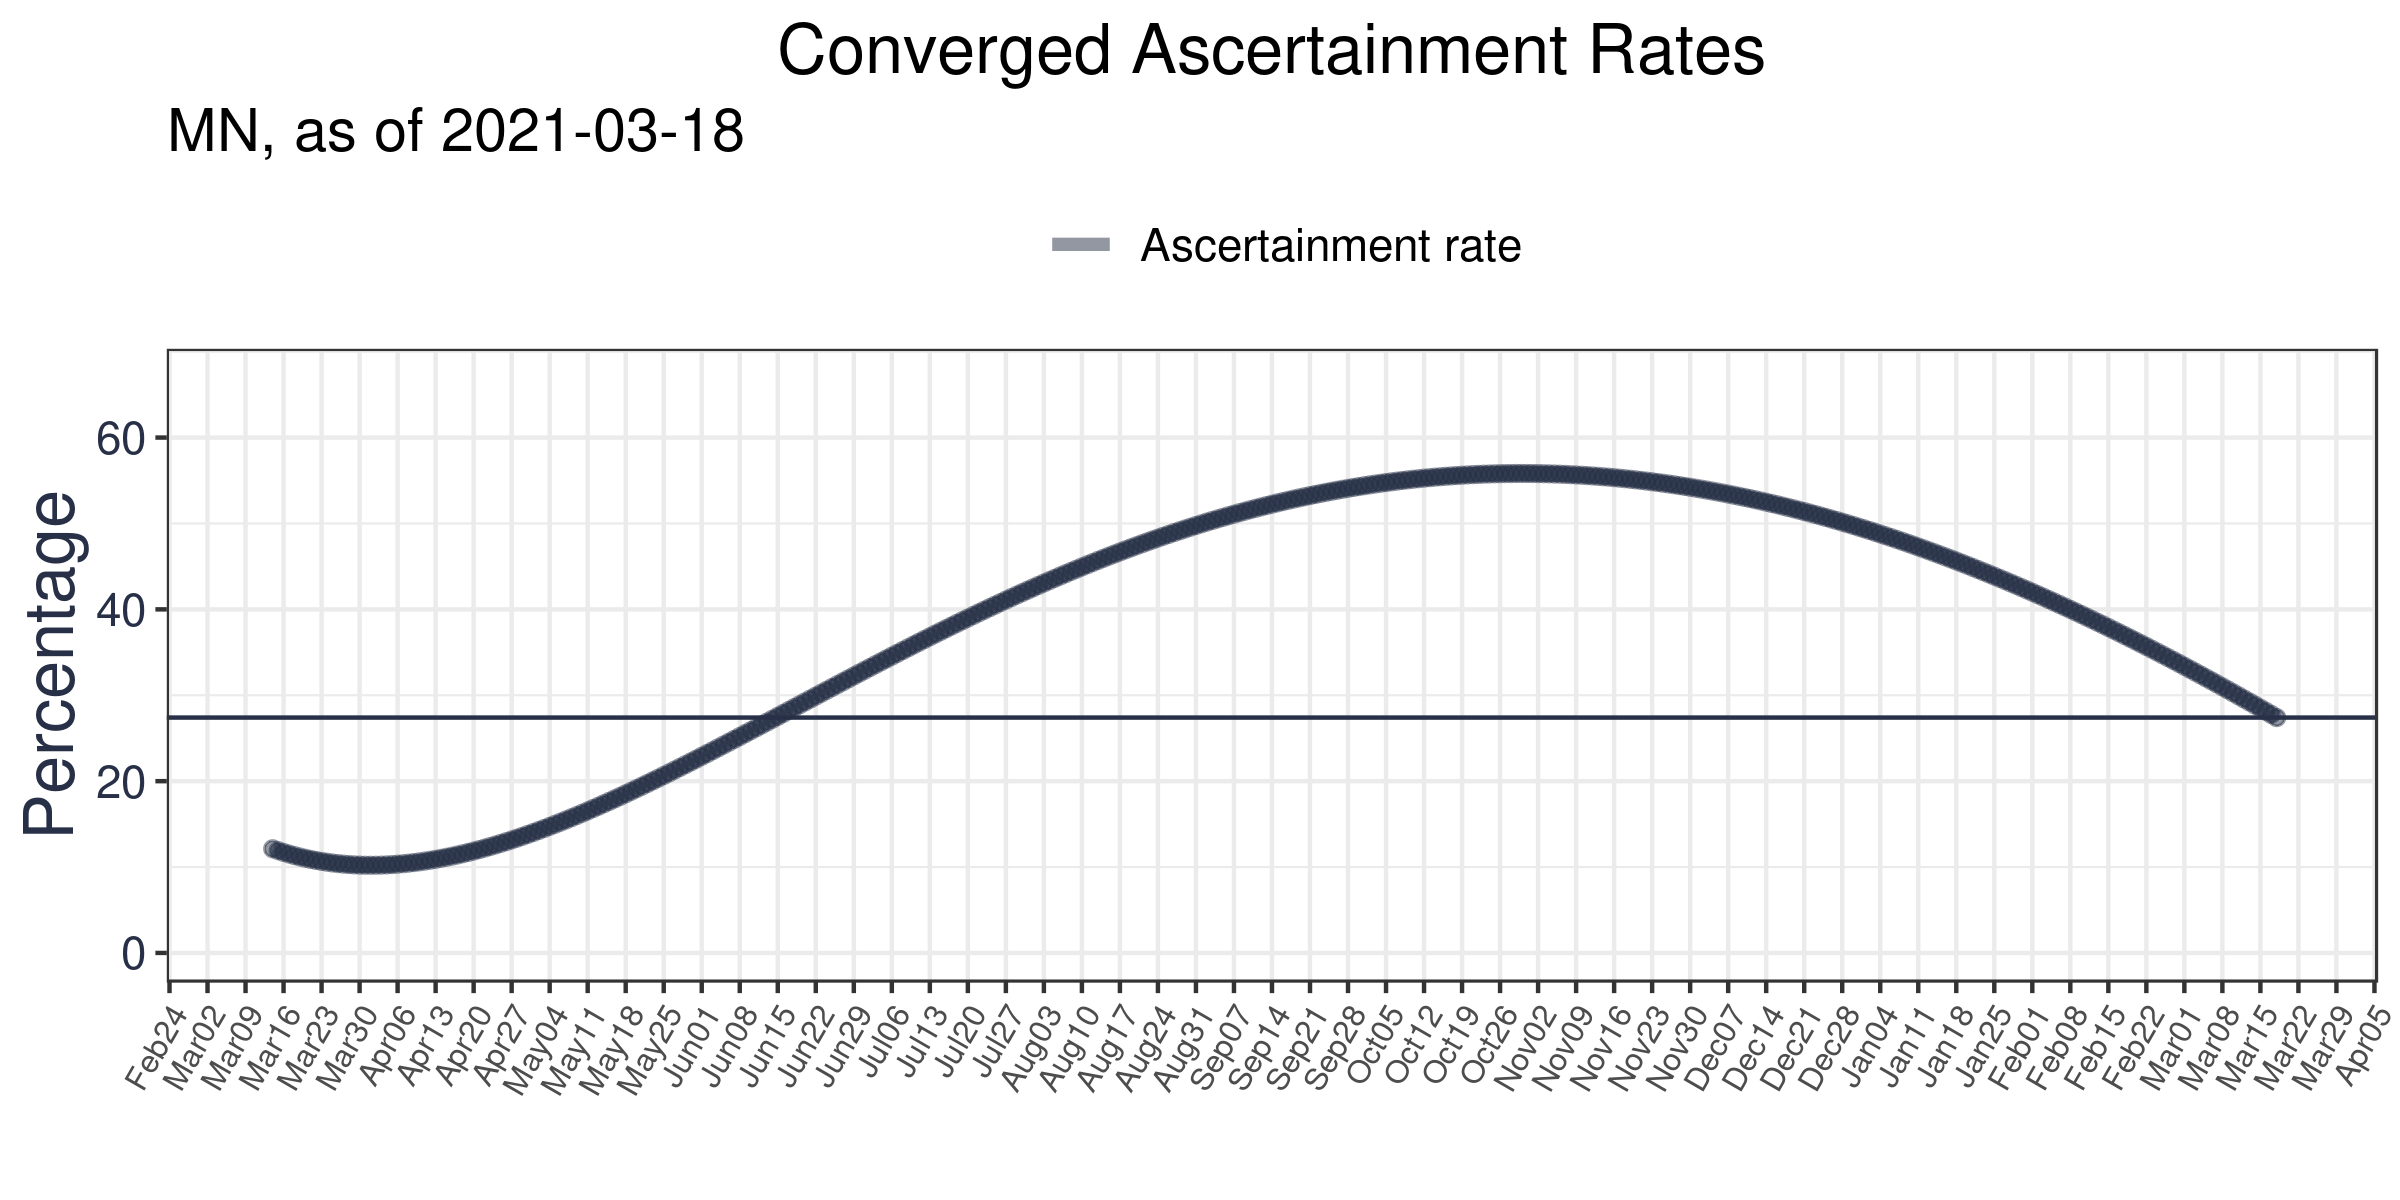 Converged Ascertainment Rates
MN, as of 2021-03-18
Ascertainment rate
Percentage
60
40
20
0
Feb24
Mar02
Mar09
Mar16
Mar23
Mar30
Apr06
Apr13
Apr20
Apr27
May04
May11
May18
May25
Jun01
Jun08
Jun15
Jun22
Jun29
Jul06
Jul13
Jul20
Jul27
Aug03
Aug10
Aug17
Aug24
Aug31
Sep07
Sep14
Sep21
Sep28
Oct05
Oct12
Oct19
Oct26
Nov02
Nov09
Nov16
Nov23
Nov30
Dec07
Dec14
Dec21
Dec28
Jan04
Jan11
Jan18
Jan25
Feb01
Feb08
Feb15
Feb22
Mar01
Mar08
Mar15
Mar22
Mar29
Apr05